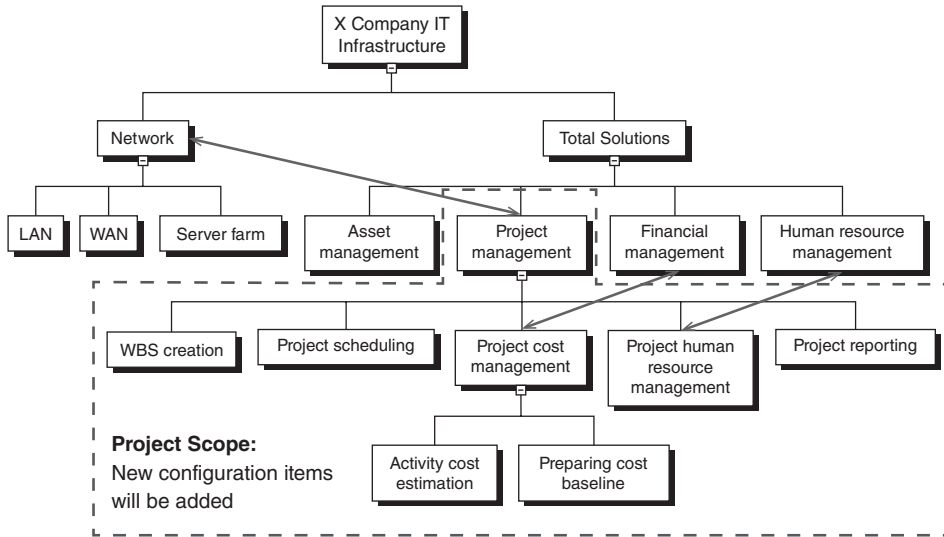 X Company IT
Infrastructure
Network
Total Solutions
LAN
WAN
Server farm
Asset
management
Project
management
Financial
management
Human resource
management
WBS creation
Project scheduling
Project cost
management
Project human
resource
management
Project reporting
Project Scope:
New configuration items
will be added
Activity cost
estimation
Preparing cost
baseline